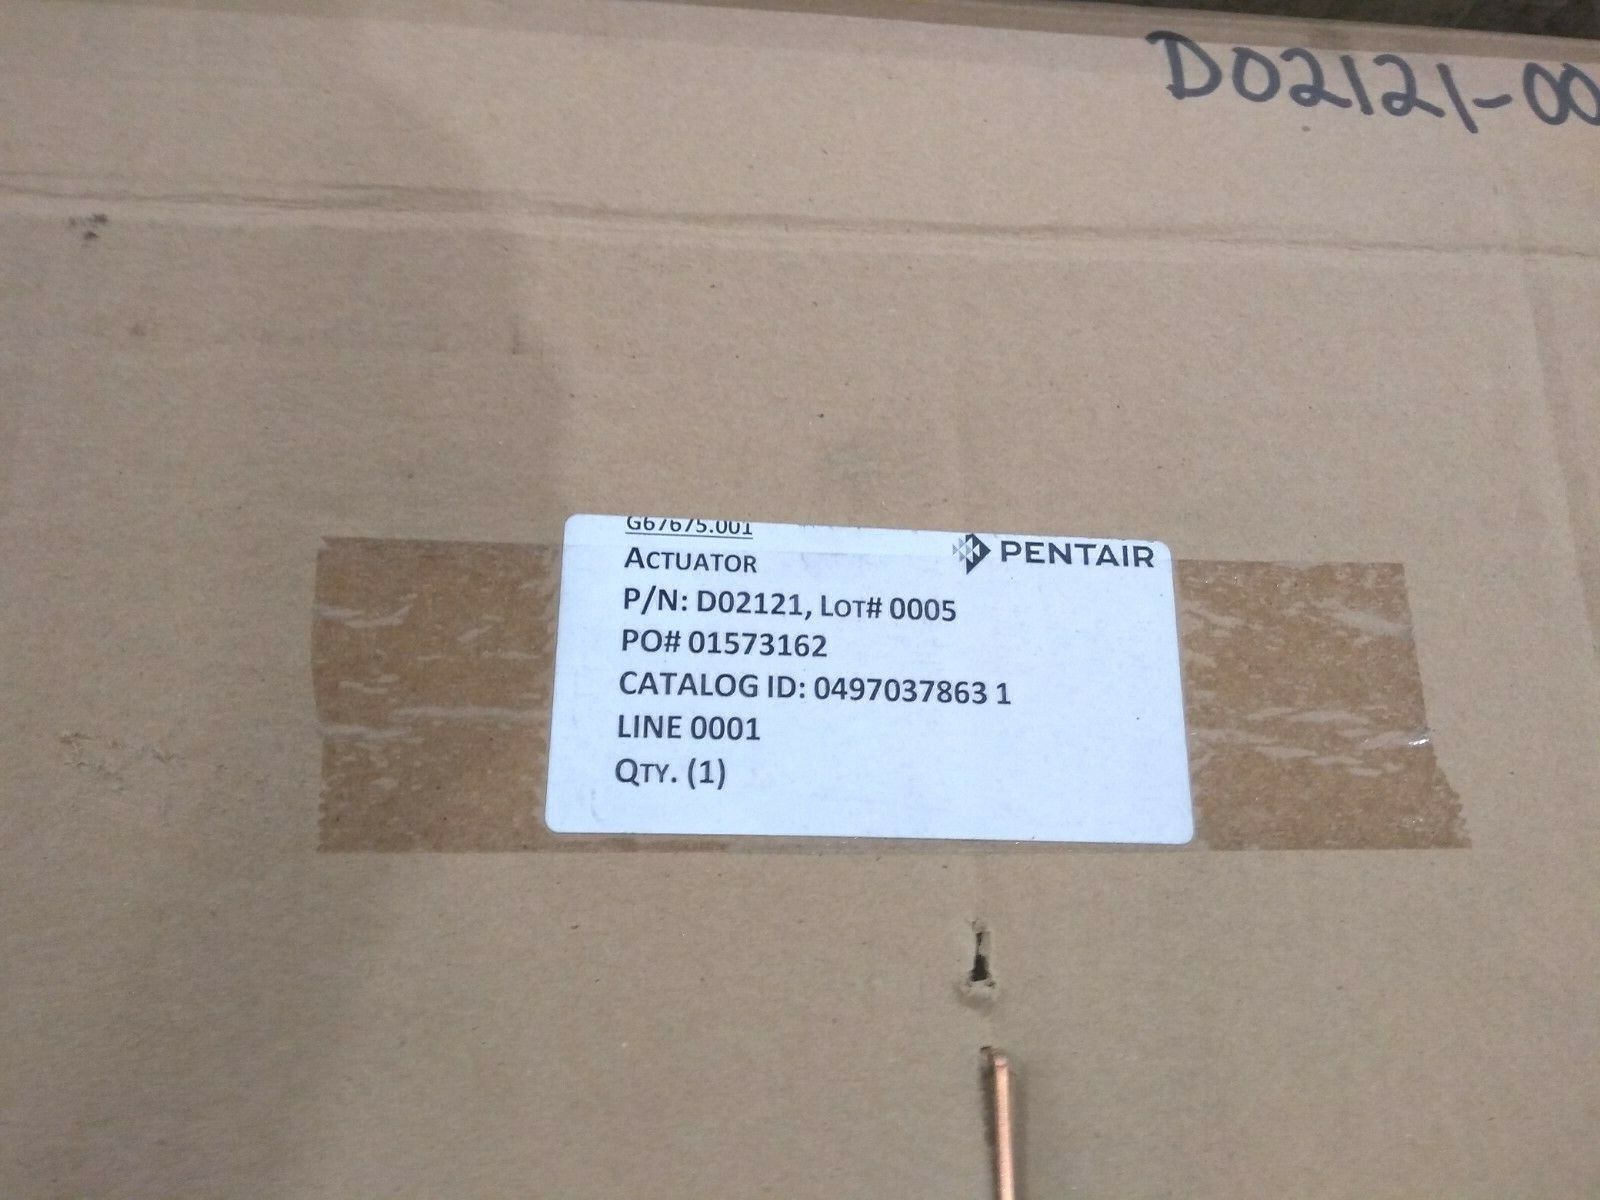 D02121-00
G67675.001
PENTAIR
ACTUATOR
P/N: D02121, LOT# 0005
PO# 01573162
CATALOG ID: 0497037863 1
LINE 0001
QTY. (1)